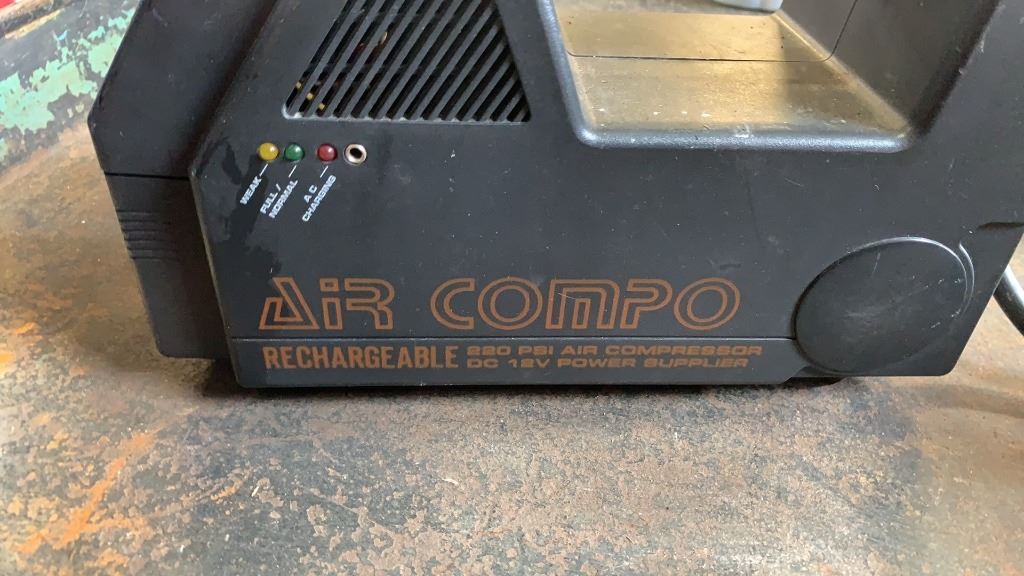 WEAK
FULL /
NORMAL
A C
CHARGING
AiR COMPO
RECHARGEABLE 220 PSI AIR COMPRESSOR
DC 12V POWER SUPPLIER